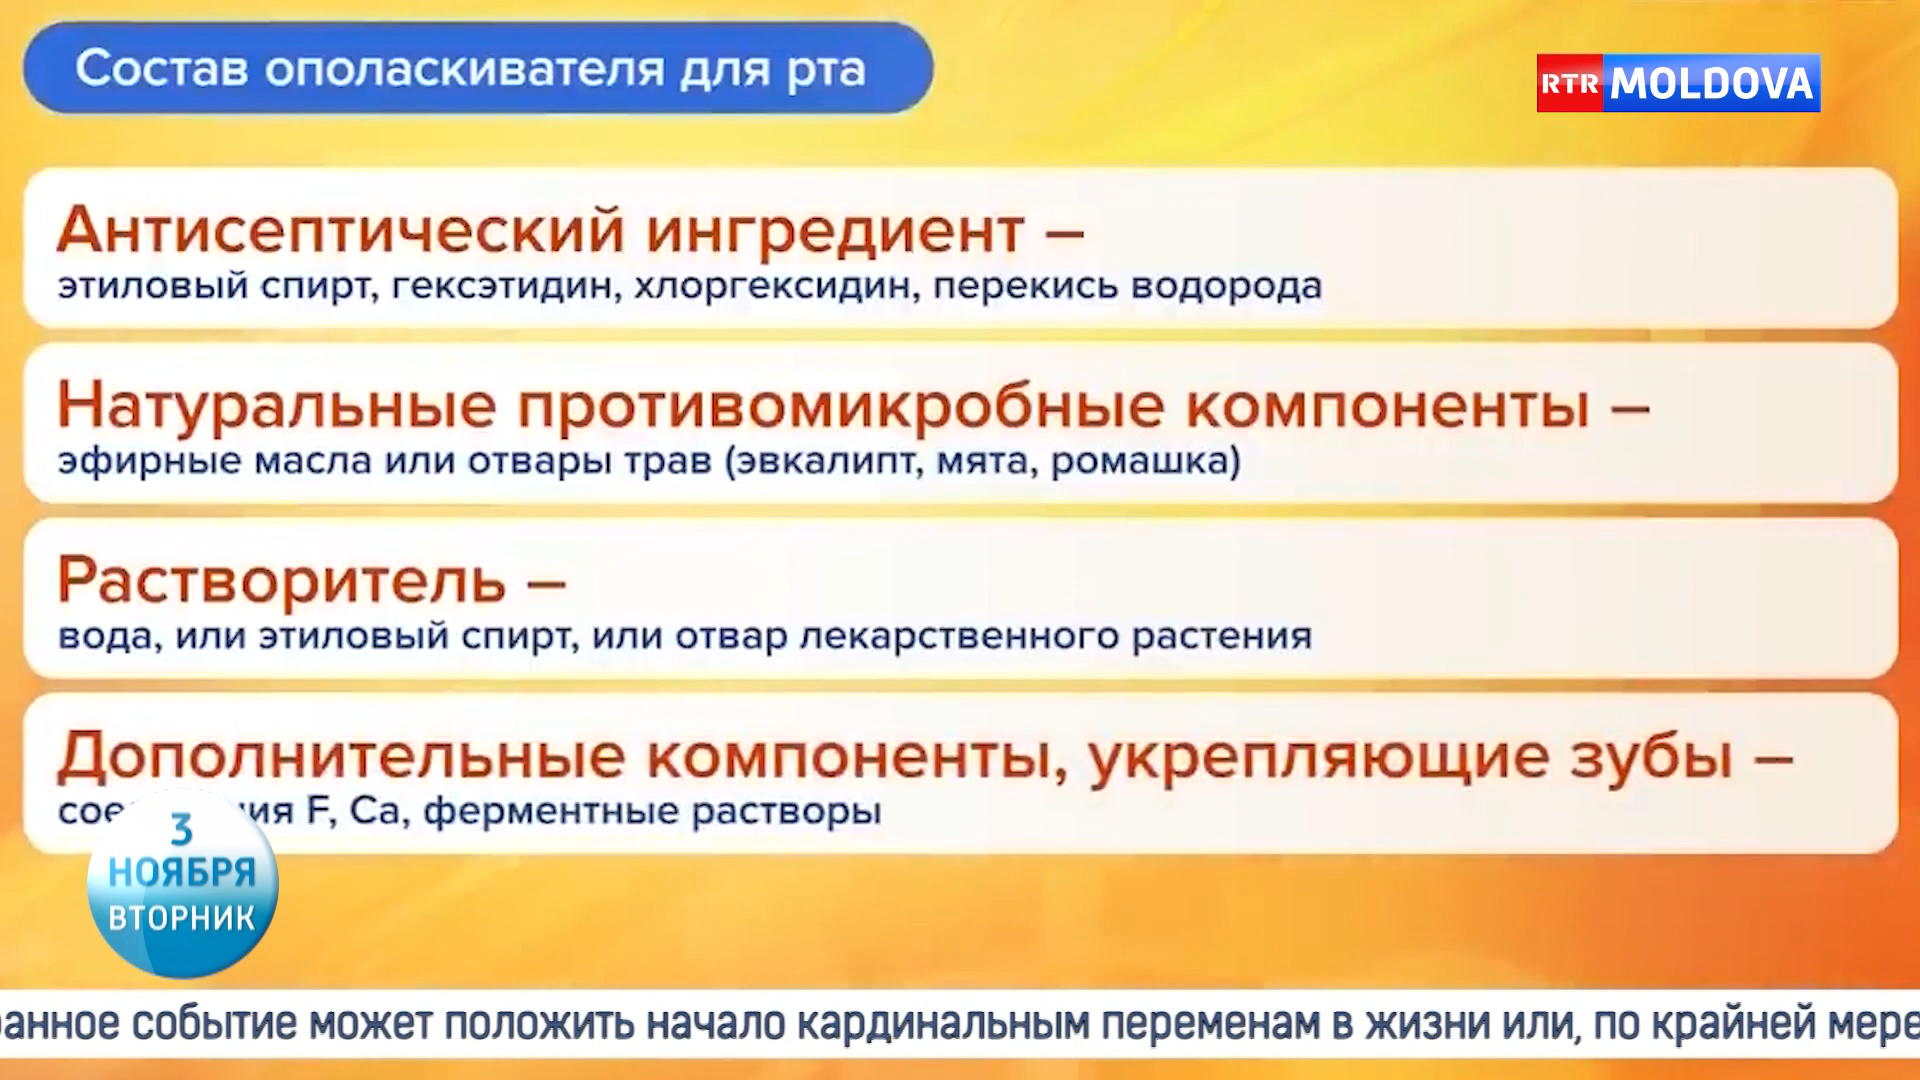 Состав ополаскивателя для рта
RTR MOLDOVA
Антисептический ингредиент –
этиловый спирт, гексэтидин, хлоргексидин, перекись водорода
Натуральные противомикробные компоненты –
эфирные масла или отвары трав (эвкалипт, мята, ромашка)
Растворитель –
вода, или этиловый спирт, или отвар лекарственного растения
Дополнительные компоненты, укрепляющие зубы –
F, Ca, ферментные растворы
3
НОЯБРЯ
ВТОРНИК
событие может положить начало кардинальным переменам в жизни или, по крайней мере